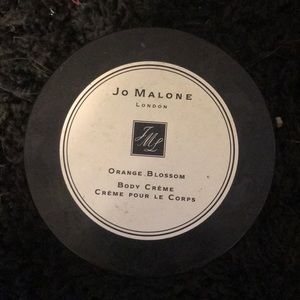 Jo Malone
London
JML
Orange Blossom
Body Crème
Crème pour le Corps